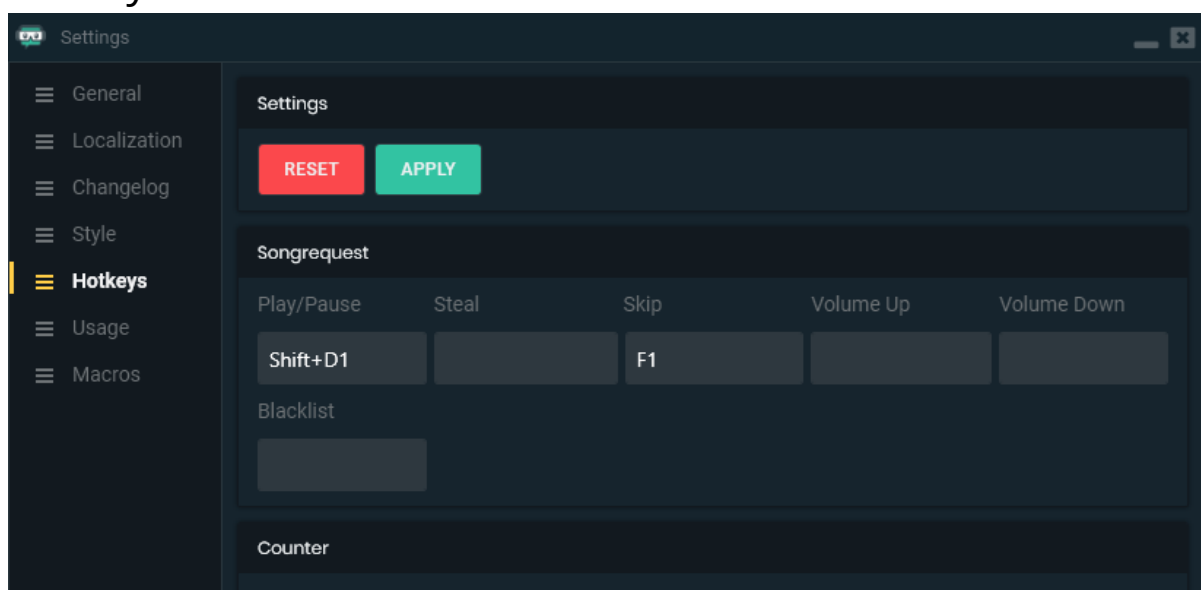 Settings
General
Localization
Changelog
Style
Hotkeys
Usage
Macros
Settings
RESET APPLY
Songrequest
Play/Pause Steal Skip Volume Up Volume Down
Shift+D1 F1
Blacklist
Counter